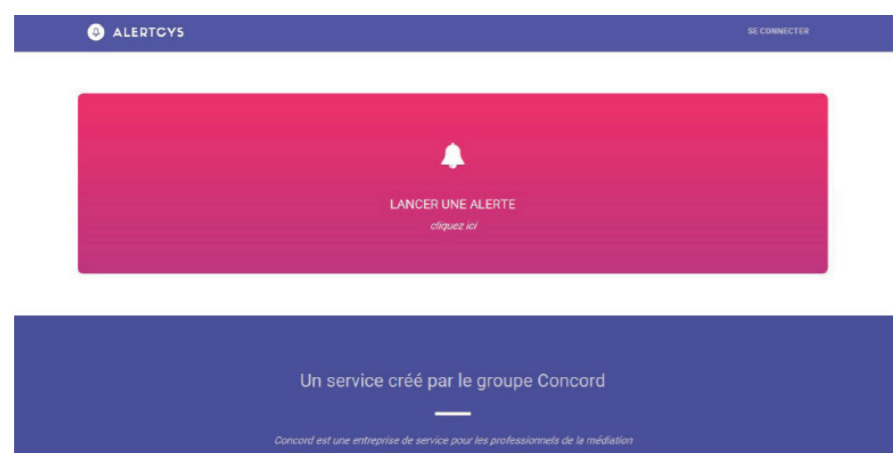 ALERTCYS
SE CONNECTER
LANCER UNE ALERTE
cliquez ici
Un service créé par le groupe Concord
Concord est une entreprise de service pour les professionnels de la médiation